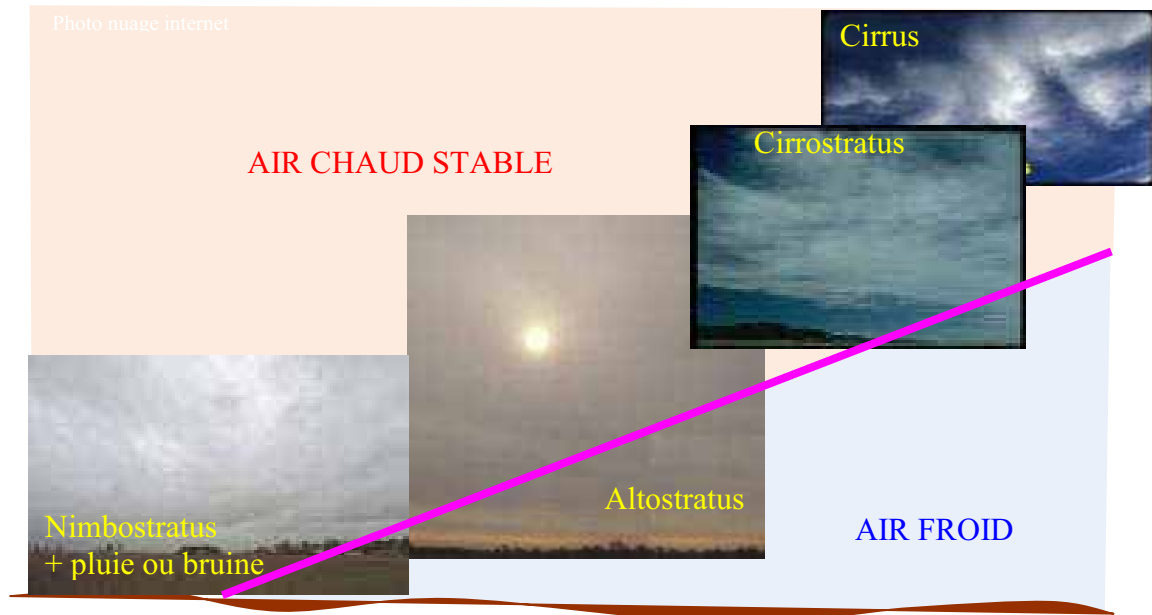 Photo nuage internet
Cirrus
Cirrostratus
AIR CHAUD STABLE
Altostratus
AIR FROID
Nimbostratus
+ pluie ou bruine